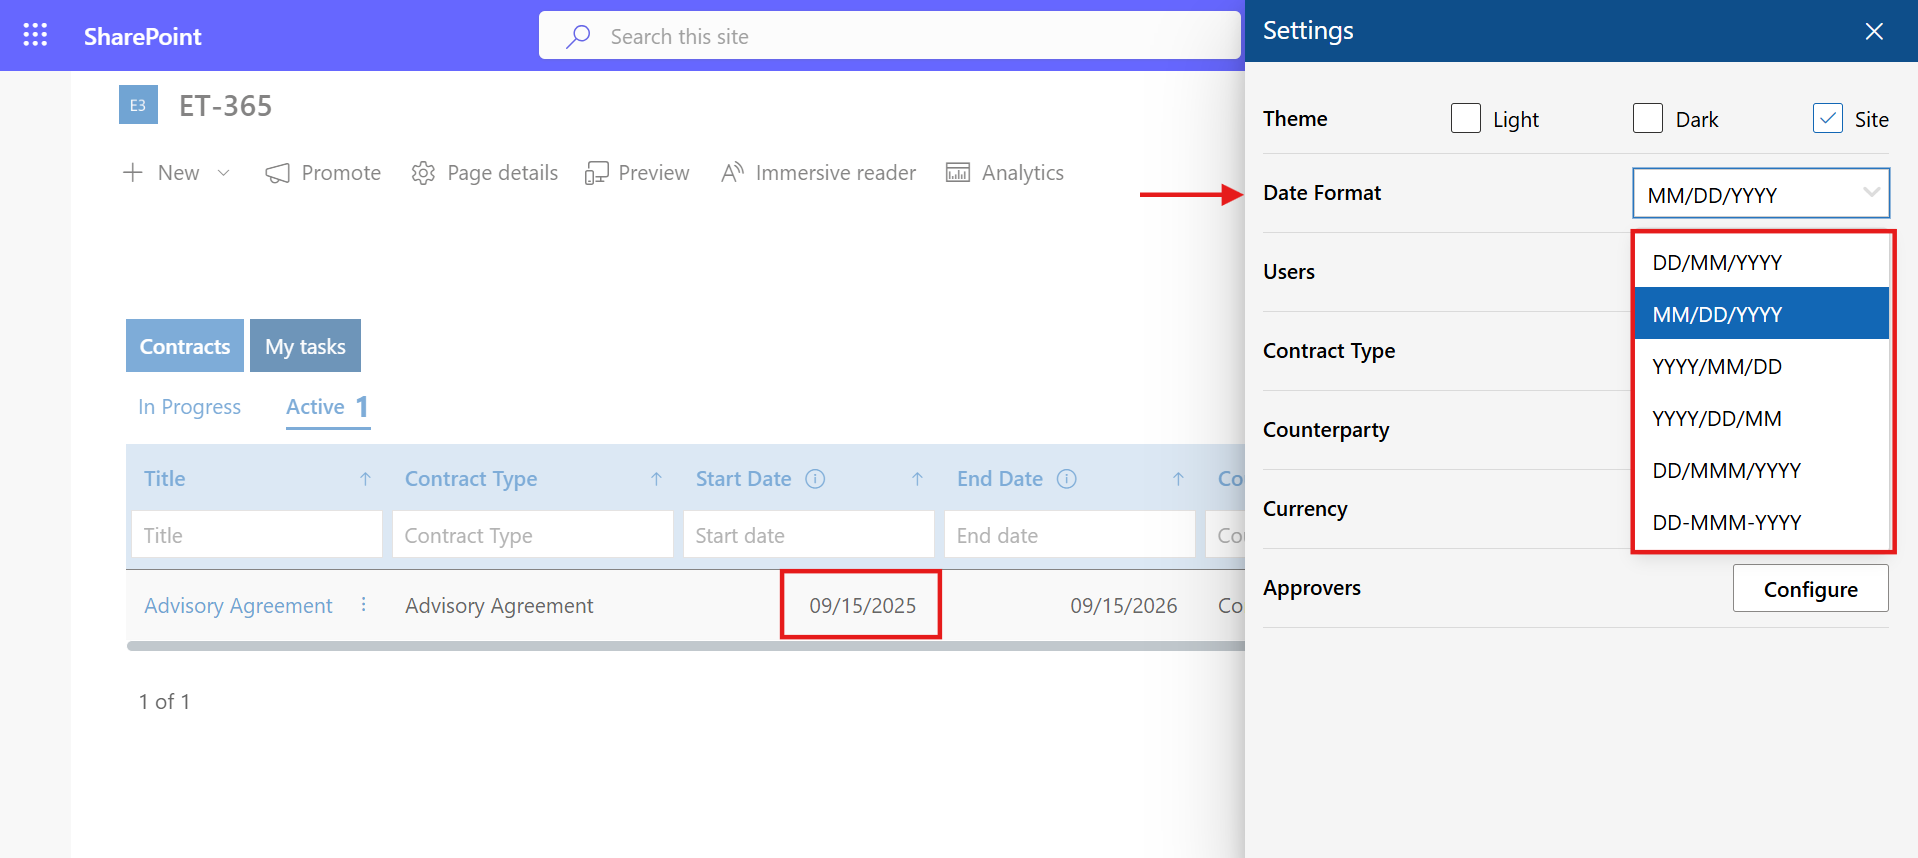 SharePoint
Search this site
E3 ET-365
New Promote Page details Preview Immersive reader Analytics
Contracts My tasks
In Progress Active 1
Title Contract Type Start Date End Date Co
Title Contract Type Start date End date Co
Advisory Agreement Advisory Agreement 09/15/2025 09/15/2026 Co
1 of 1
Settings
Theme Light Dark Site
Date Format MM/DD/YYYY
DD/MM/YYYY
Users
MM/DD/YYYY
Contract Type
YYYY/MM/DD
YYYY/DD/MM
Counterparty
DD/MMM/YYYY
Currency
DD-MMM-YYYY
Approvers Configure